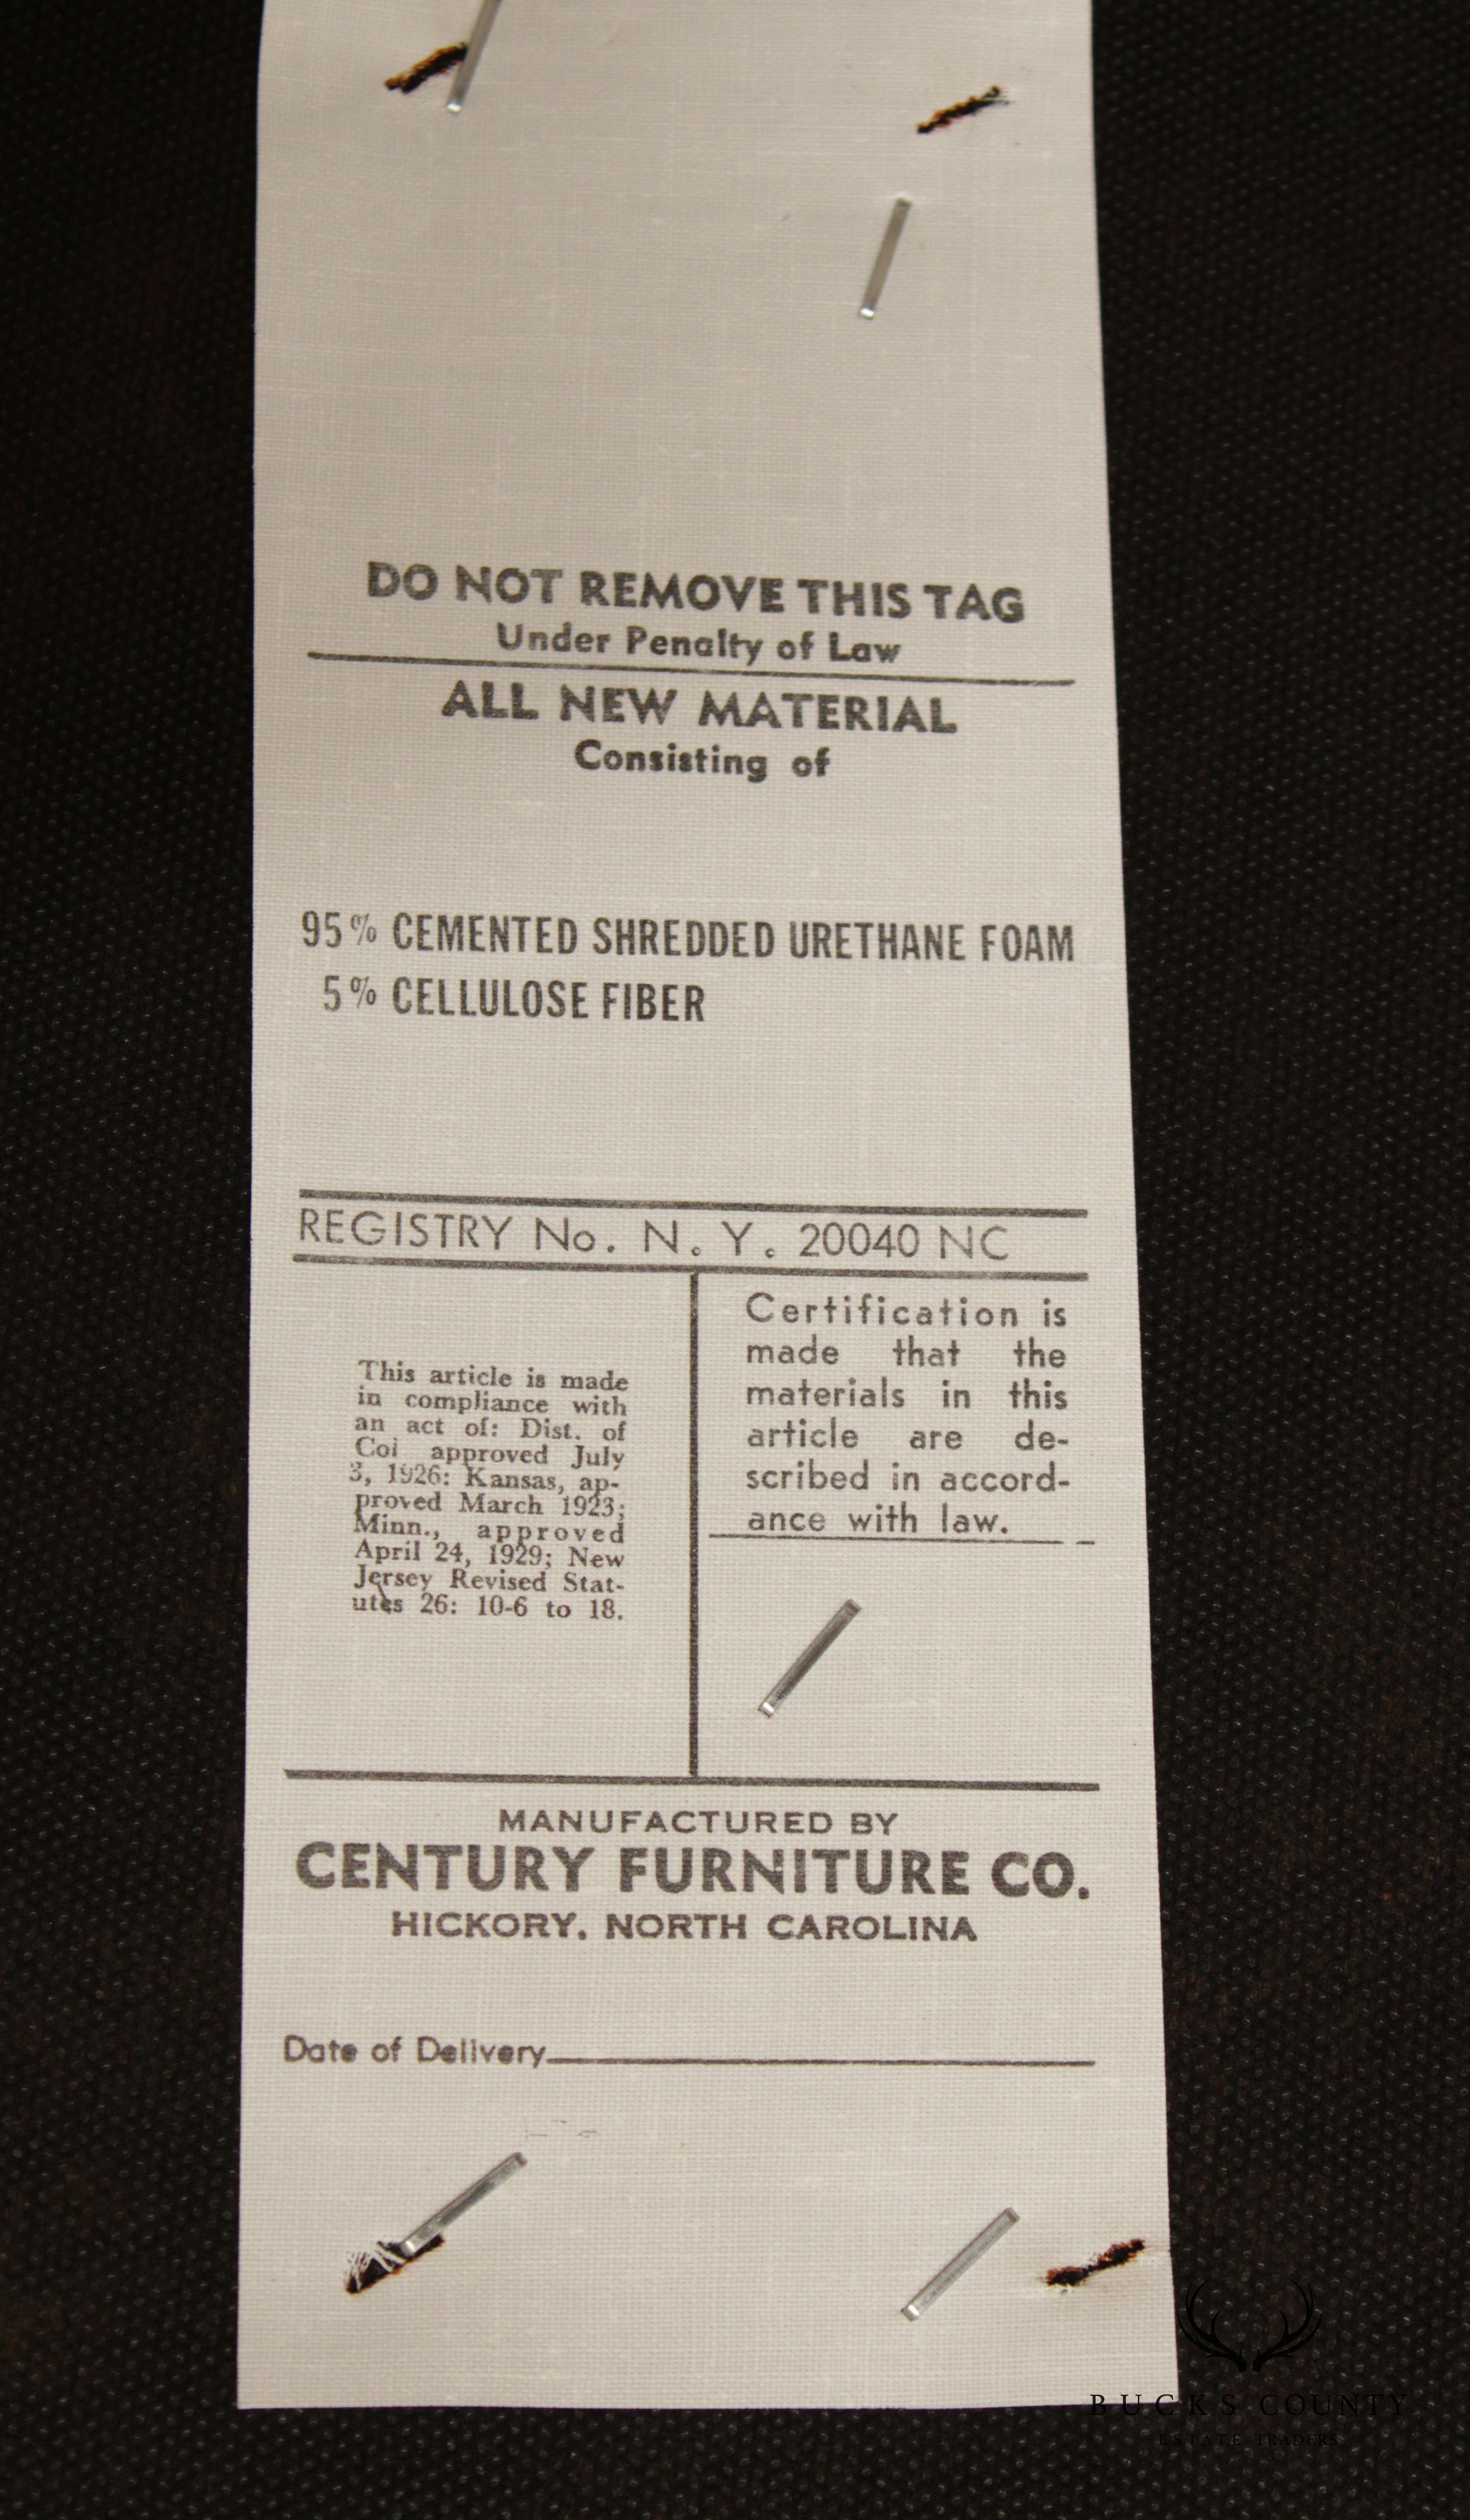 DO NOT REMOVE THIS TAG
Under Penalty of Law
ALL NEW MATERIAL
Consisting of
95% CEMENTED SHREDDED URETHANE FOAM
5% CELLULOSE FIBER
REGISTRY No. N. Y. 20040 NC
This article is made
in compliance with
an act of: Dist. of
Col approved July
3, 1926: Kansas, ap-
proved March 1923;
Minn., approved
April 24, 1929; New
Jersey Revised Stat-
utes 26: 10-6 to 18.
Certification is
made that the
materials in this
article are de-
scribed in accord-
ance with law.
MANUFACTURED BY
CENTURY FURNITURE CO.
HICKORY, NORTH CAROLINA
Date of Delivery
BUCKS COUNTY
ESTATE TRADERS